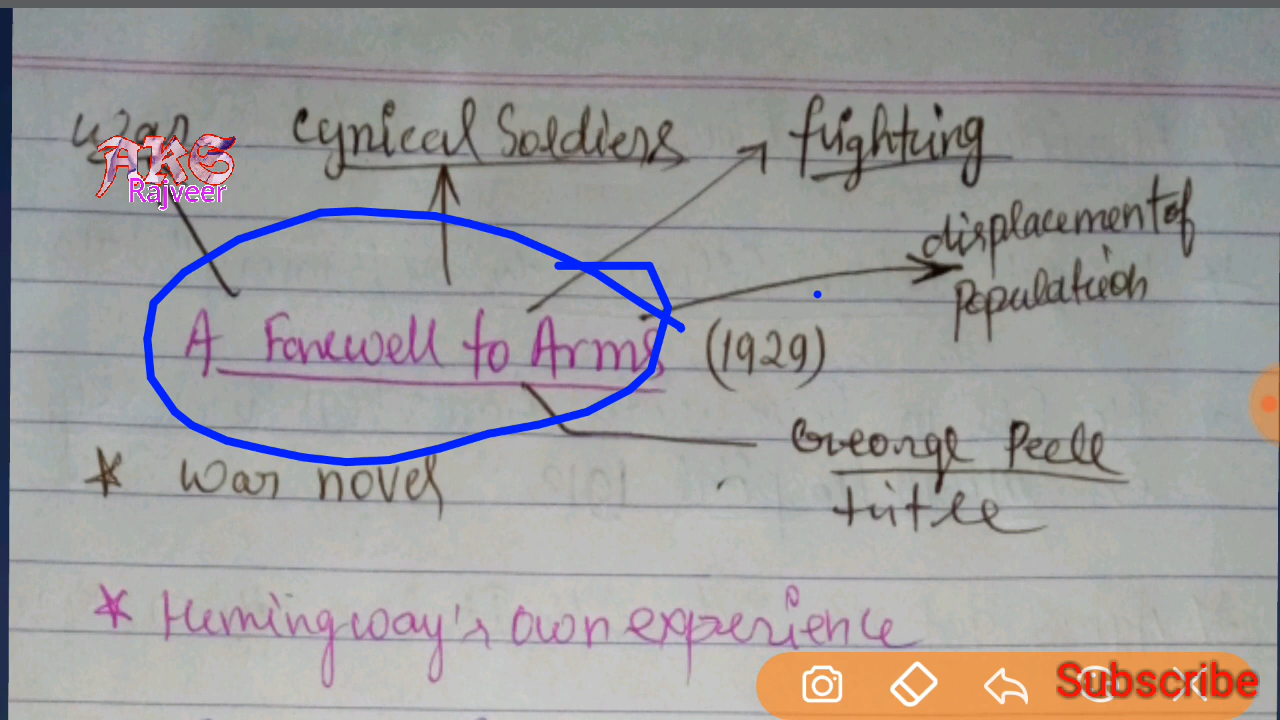 war cynical Soldiers fighting
AKS
Rajveer
displacement of
Population
A Farewell to Arms (1929)
George Peele
title
* War novel
* Hemingway's own experience
Subscribe